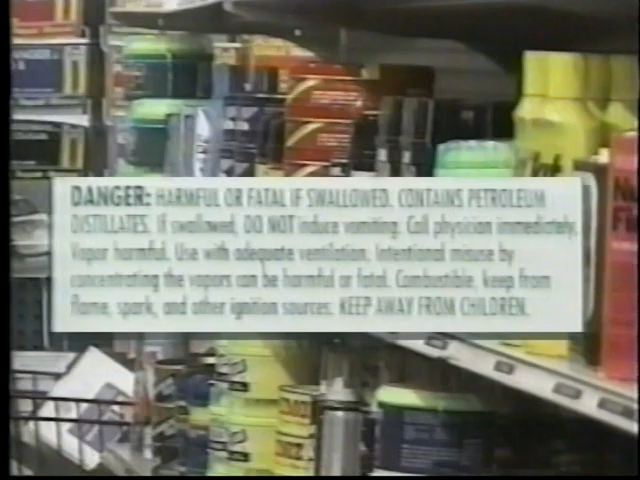 DANGER: HARMFUL OR FATAL IF SWALLOWED. CONTAINS PETROLEUM
DISTILLATES. If swallowed, DO NOT induce vomiting. Call physician immediately.
Vapor harmful. Use with adequate ventilation. Intentional misuse by
concentrating the vapors can be harmful or fatal. Combustible, keep from
flame, spark, and other ignition sources. KEEP AWAY FROM CHILDREN.